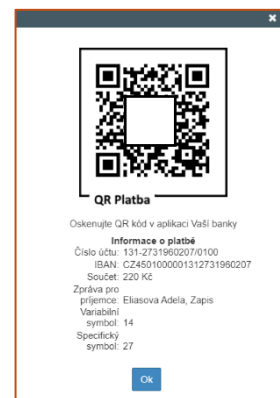 QR Platba
Oskenujte QR kód v aplikaci Vaší banky
Informace o platbě
Číslo účtu: 131-2731960207/0100
IBAN: CZ4501000001312731960207
Součet: 220 Kč
Zpráva pro
příjemce: Eliasova Adela, Zapis
Variabilní
symbol: 14
Specifický
symbol: 27
Ok